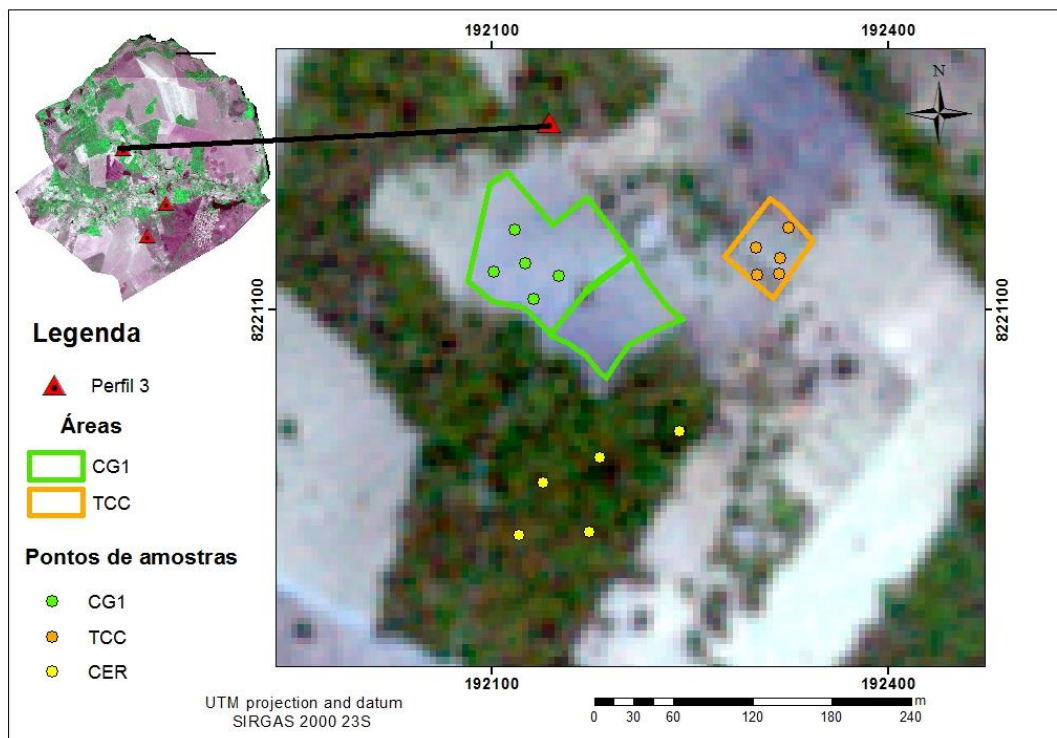 192100
192400
N
8221100
8221100
Legenda
Perfil 3
Áreas
CG1
TCC
Pontos de amostras
CG1
TCC
CER
192100
192400
UTM projection and datum
SIRGAS 2000 23S
m
0 30 60 120 180 240